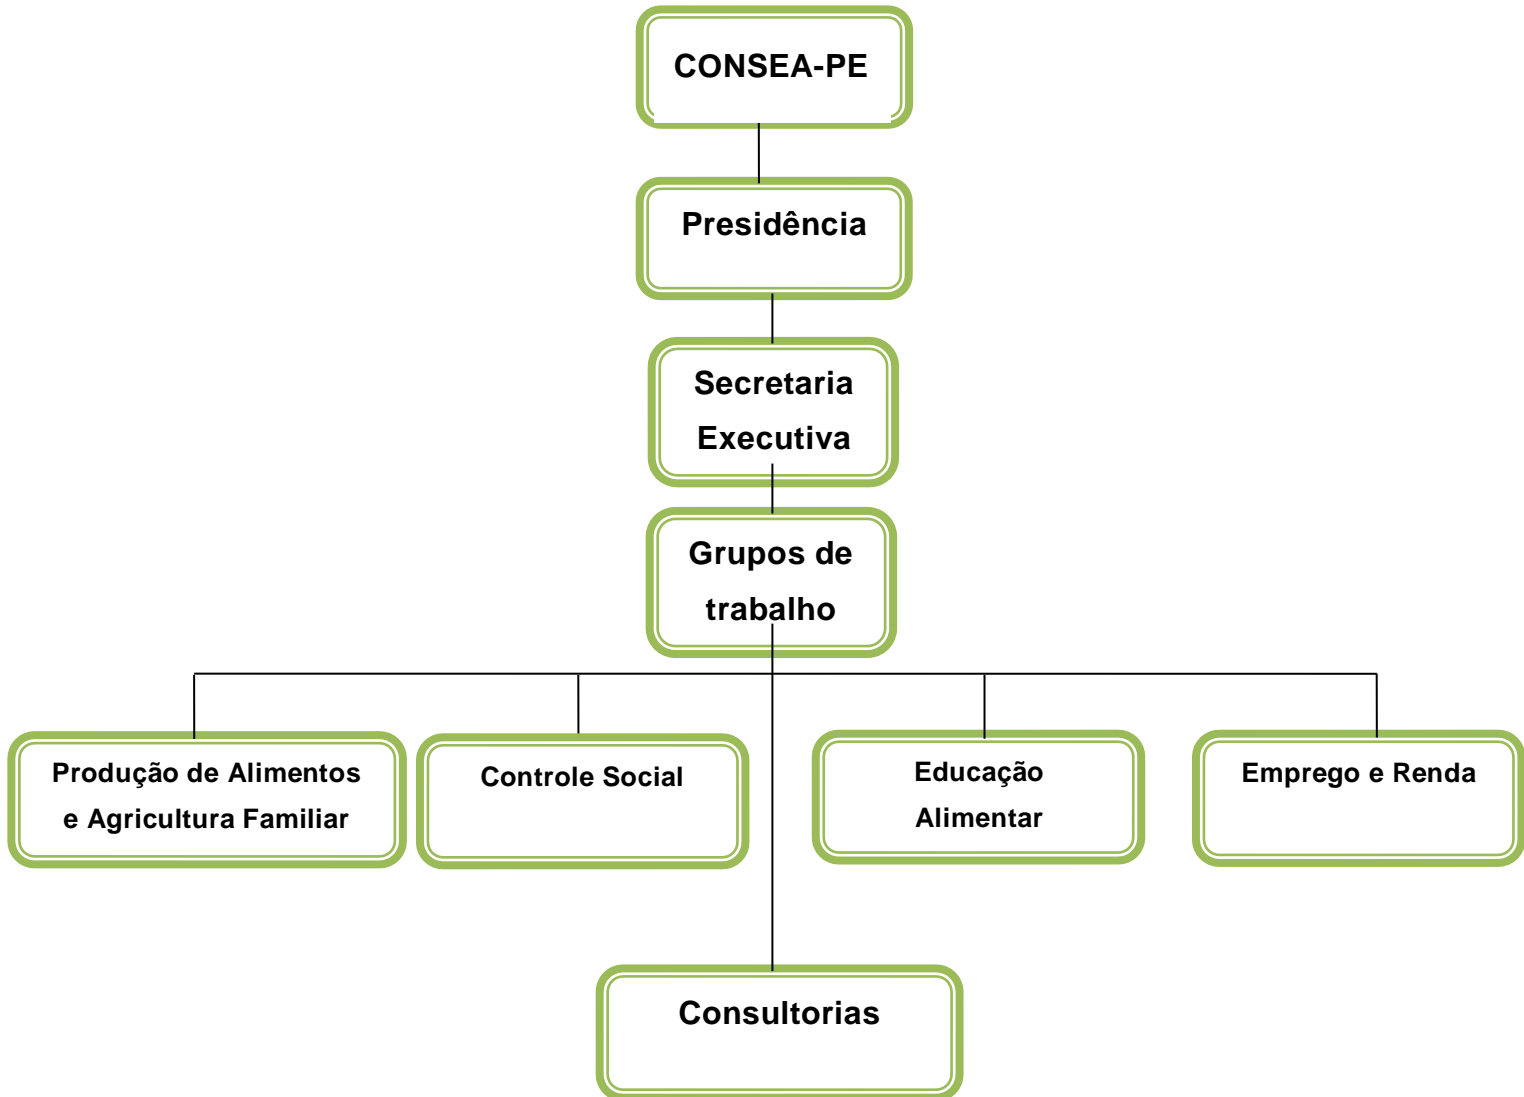 CONSEA-PE
Presidência
Secretaria
Executiva
Grupos de
trabalho
Produção de Alimentos
e Agricultura Familiar
Controle Social
Educação
Alimentar
Emprego e Renda
Consultorias